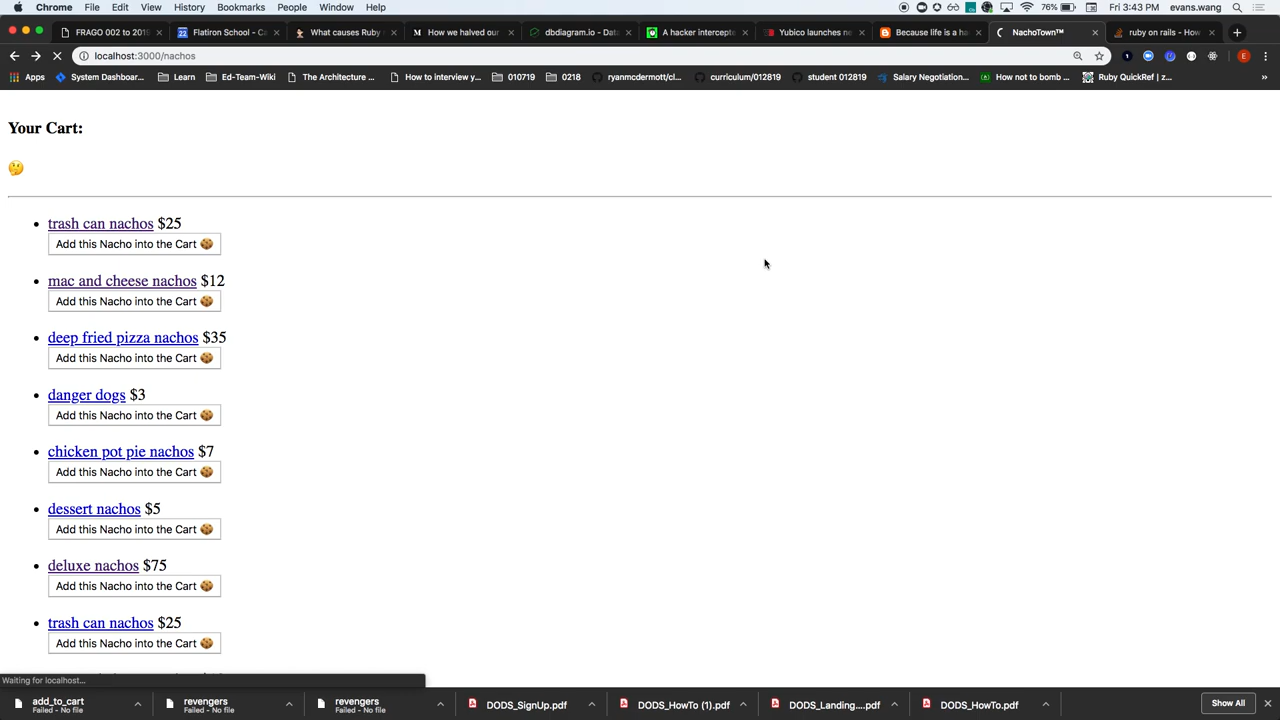 Chrome File Edit View History Bookmarks People Window Help 76% Fri 3:43 PM evans.wang
FRAGO 002 to 2019 Flatiron School - Ca What causes Ruby How we halved our dbdiagram.io - Dat A hacker intercept Yubico launches ne Because life is a ha NachoTown™ ruby on rails - How
localhost:3000/nachos
Apps System Dashboar... Learn Ed-Team-Wiki The Architecture ... How to interview y... 010719 0218 ryanmcdermott/cl... curriculum/012819 student 012819 Salary Negotiation... How not to bomb ... Ruby QuickRef | z...
Your Cart:
🤔
trash can nachos $25
Add this Nacho into the Cart 🍪
mac and cheese nachos $12
Add this Nacho into the Cart 🍪
deep fried pizza nachos $35
Add this Nacho into the Cart 🍪
danger dogs $3
Add this Nacho into the Cart 🍪
chicken pot pie nachos $7
Add this Nacho into the Cart 🍪
dessert nachos $5
Add this Nacho into the Cart 🍪
deluxe nachos $75
Add this Nacho into the Cart 🍪
trash can nachos $25
Add this Nacho into the Cart 🍪
Waiting for localhost...
add_to_cart revengers revengers DODS_SignUp.pdf DODS_HowTo (1).pdf DODS_Landing....pdf DODS_HowTo.pdf Show All
Failed - No file Failed - No file Failed - No file